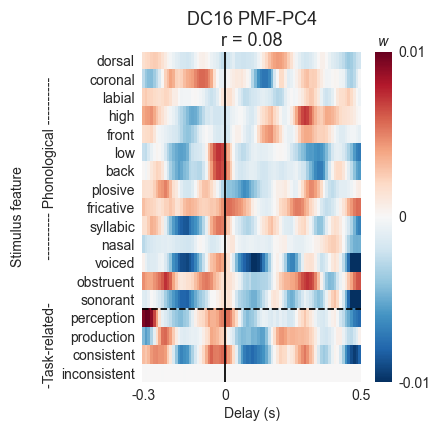 DC16 PMF-PC4
r = 0.08
w
Stimulus feature
---------- Phonological ----------
-Task-related-
dorsal
coronal
labial
high
front
low
back
plosive
fricative
syllabic
nasal
voiced
obstruent
sonorant
perception
production
consistent
inconsistent
0.01
0
-0.01
-0.3
0
0.5
Delay (s)